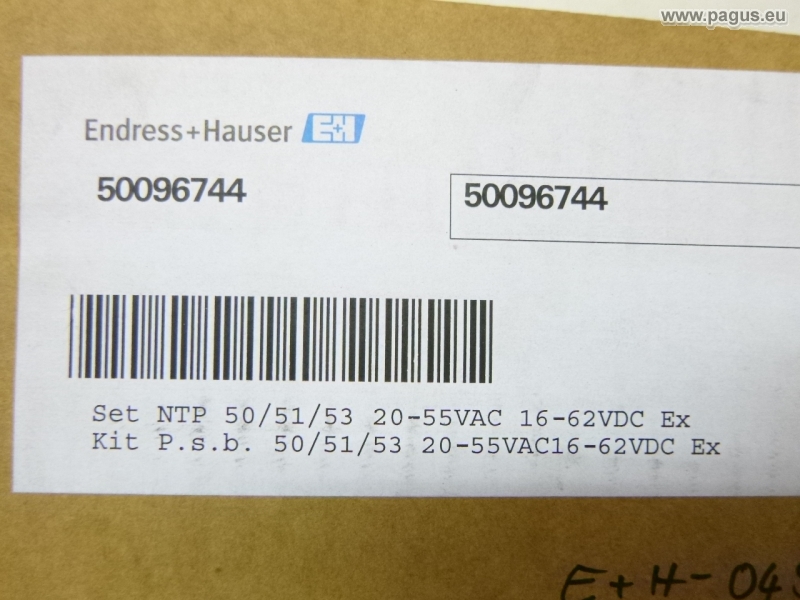 www.pagus.eu
Endress+Hauser E+H
50096744
50096744
Set NTP 50/51/53 20-55VAC 16-62VDC Ex
Kit P.s.b. 50/51/53 20-55VAC16-62VDC Ex
E+H-04